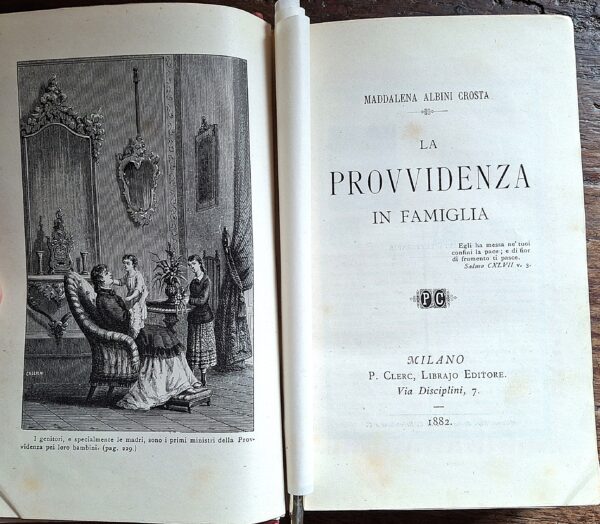 I genitori, e specialmente le madri, sono i primi ministri della Prov-
videnza pei loro bambini. (pag. 229.)
MADDALENA ALBINI CROSTA
LA
PROVVIDENZA
IN FAMIGLIA
Egli ha messa ne' tuoi
confini la pace; e di fior
di frumento ti pasce.
Salmo CXLVII v. 3.
PC
MILANO
P. CLERC, LIBRAJO EDITORE.
Via Disciplini, 7.
1882.